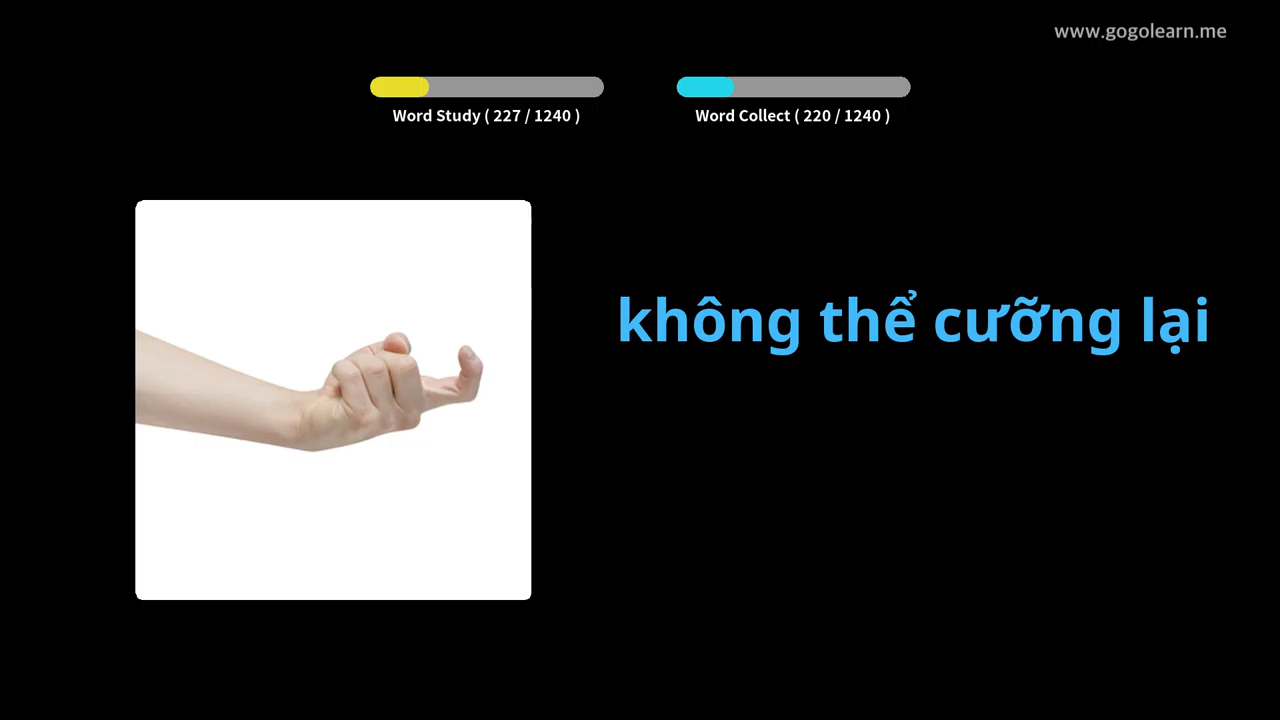 www.gogolearn.me
Word Study ( 227 / 1240 )
Word Collect ( 220 / 1240 )
không thể cưỡng lại